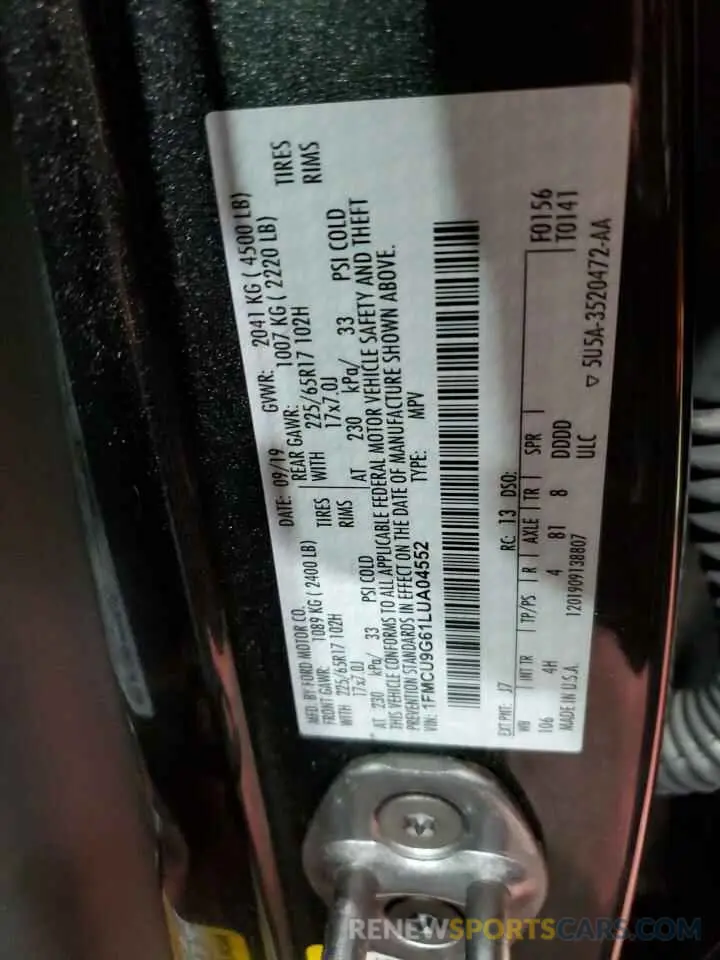 MFD. BY FORD MOTOR CO. DATE: 09/19 GVWR: 2041 KG ( 4500 LB)
FRONT GAWR: 1089 KG ( 2400 LB) REAR GAWR: 1007 KG ( 2220 LB)
WITH 225/65R17 102H TIRES WITH 225/65R17 102H TIRES
17x7.0J RIMS 17x7.0J RIMS
AT 230 kPa/ 33 PSI COLD AT 230 kPa/ 33 PSI COLD
THIS VEHICLE CONFORMS TO ALL APPLICABLE FEDERAL MOTOR VEHICLE SAFETY AND THEFT
PREVENTION STANDARDS IN EFFECT ON THE DATE OF MANUFACTURE SHOWN ABOVE.
VIN: 1FMCU9G61LUA04552 TYPE: MPV
EXT PNT: J7 RC: 13 DSO: F0156
WB INT TR TP/PS R AXLE TR SPR T0141
106 4H 4 81 8 DDDD
MADE IN U.S.A. 1201909138807 ULC ▽ 5U5A-3520472-AA
RENEWSPORTSCARS.COM